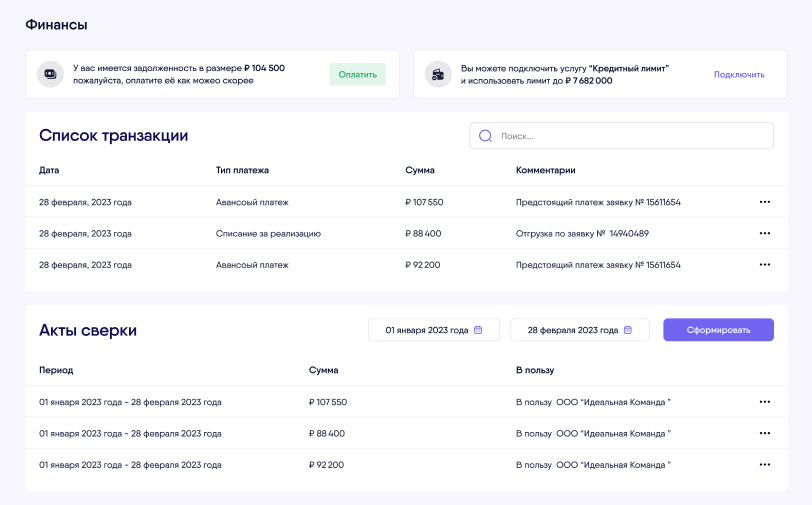 Финансы
У вас имеется задолженность в размере ₽ 104 500
пожалуйста, оплатите её как можео скорее
Оплатить
Вы можете подключить услугу "Кредитный лимит"
и использовать лимит до ₽ 7 682 000
Подключить
Список транзакции
Поиск...
Дата Тип платежа Сумма Комментарии
28 февраля, 2023 года Авансоый платеж ₽ 107 550 Предстоящий платеж заявку № 15611654
28 февраля, 2023 года Списание за реализацию ₽ 88 400 Отгрузка по заявку № 14940489
28 февраля, 2023 года Авансоый платеж ₽ 92 200 Предстоящий платеж заявку № 15611654
Акты сверки
01 января 2023 года
28 февраля 2023 года
Сформировать
Период Сумма В пользу
01 января 2023 года - 28 февраля 2023 года ₽ 107 550 В пользу ООО "Идеальная Команда "
01 января 2023 года - 28 февраля 2023 года ₽ 88 400 В пользу ООО "Идеальная Команда "
01 января 2023 года - 28 февраля 2023 года ₽ 92 200 В пользу ООО "Идеальная Команда "